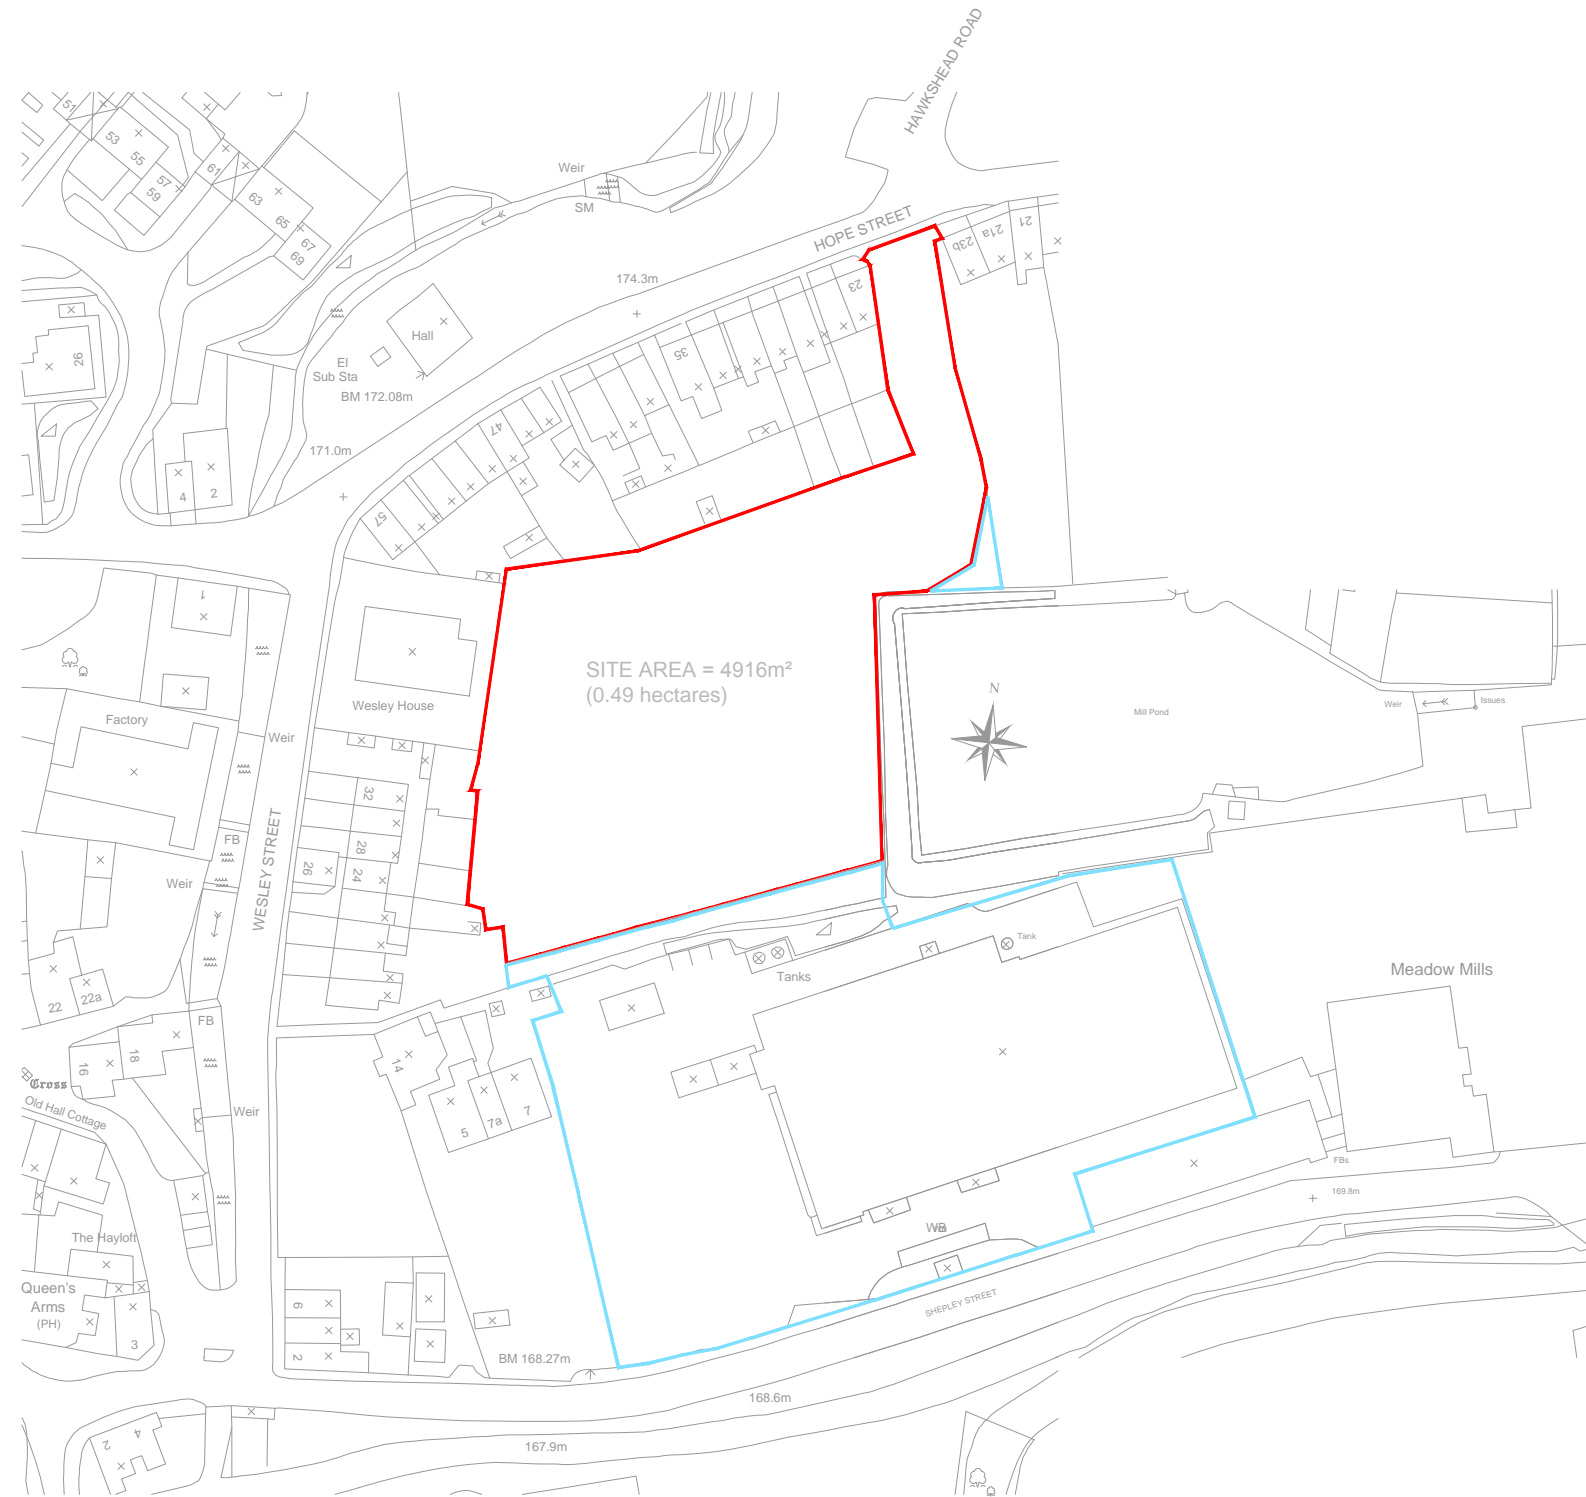 HAWKSHEAD ROAD
51
53
55
57
59
61
63
65
67
69
Weir
SM
HOPE STREET
23b
21a
21
174.3m
23
Hall
El
Sub Sta
BM 172.08m
26
35
47
171.0m
57
4
2
1
SITE AREA = 4916m²
(0.49 hectares)
Wesley House
Factory
Weir
N
Mill Pond
Weir
Issues
WESLEY STREET
32
28
26
24
FB
Weir
22
22a
Tank
Tanks
Meadow Mills
FB
16
18
14
Cross
Old Hall Cottage
Weir
5
7a
7
FBs
169.8m
The Hayloft
WB
Queen's
Arms
(PH)
3
6
2
SHEPLEY STREET
BM 168.27m
168.6m
2
4
167.9m